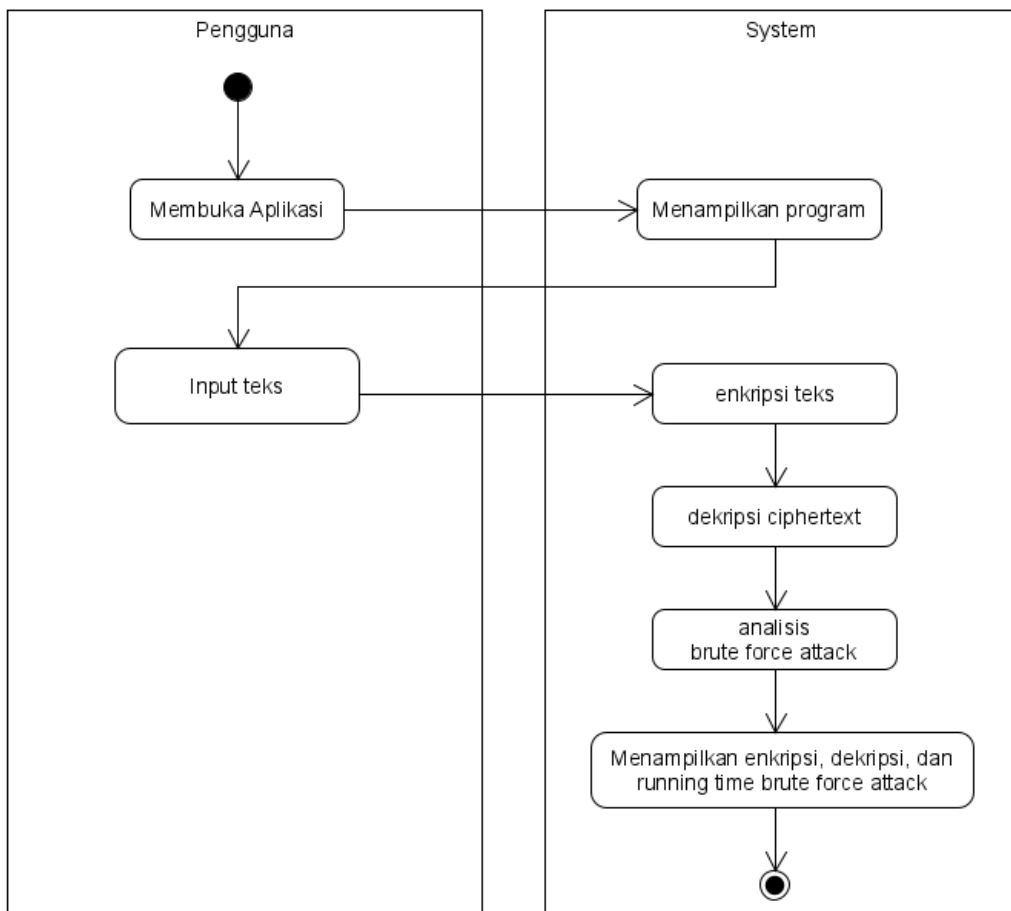 Pengguna
System
Membuka Aplikasi
Menampilkan program
Input teks
enkripsi teks
dekripsi ciphertext
analisis
brute force attack
Menampilkan enkripsi, dekripsi, dan
running time brute force attack